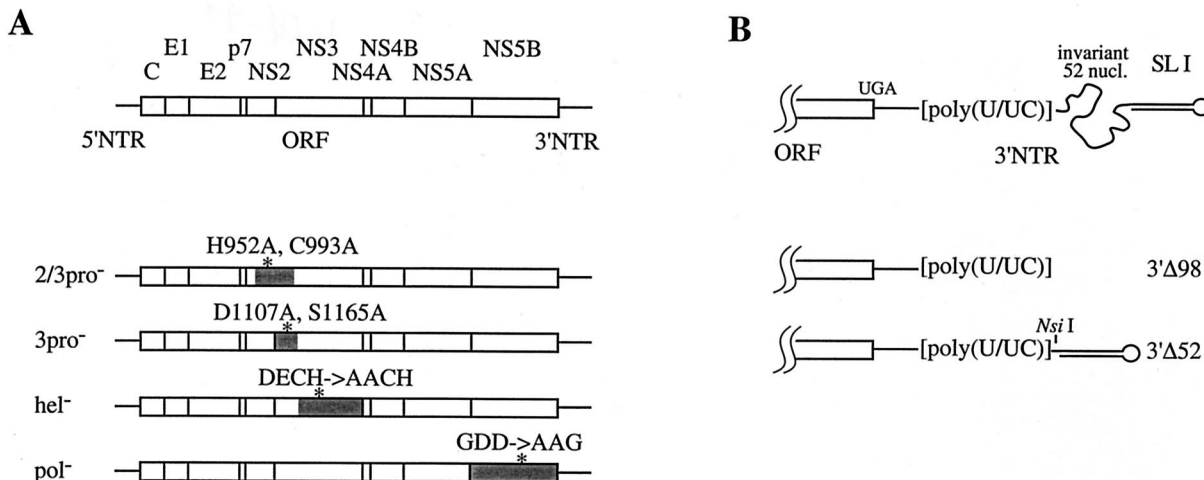 A
E1 p7 NS3 NS4B NS5B
C E2 NS2 NS4A NS5A
5'NTR ORF 3'NTR
H952A, C993A
*
2/3pro⁻
D1107A, S1165A
*
3pro⁻
DECH->AACH
*
hel⁻
GDD->AAG
*
pol⁻
B
invariant
52 nucl.
SL I
UGA
[poly(U/UC)]
ORF 3'NTR
[poly(U/UC)] 3'Δ98
Nsi I
[poly(U/UC)] 3'Δ52